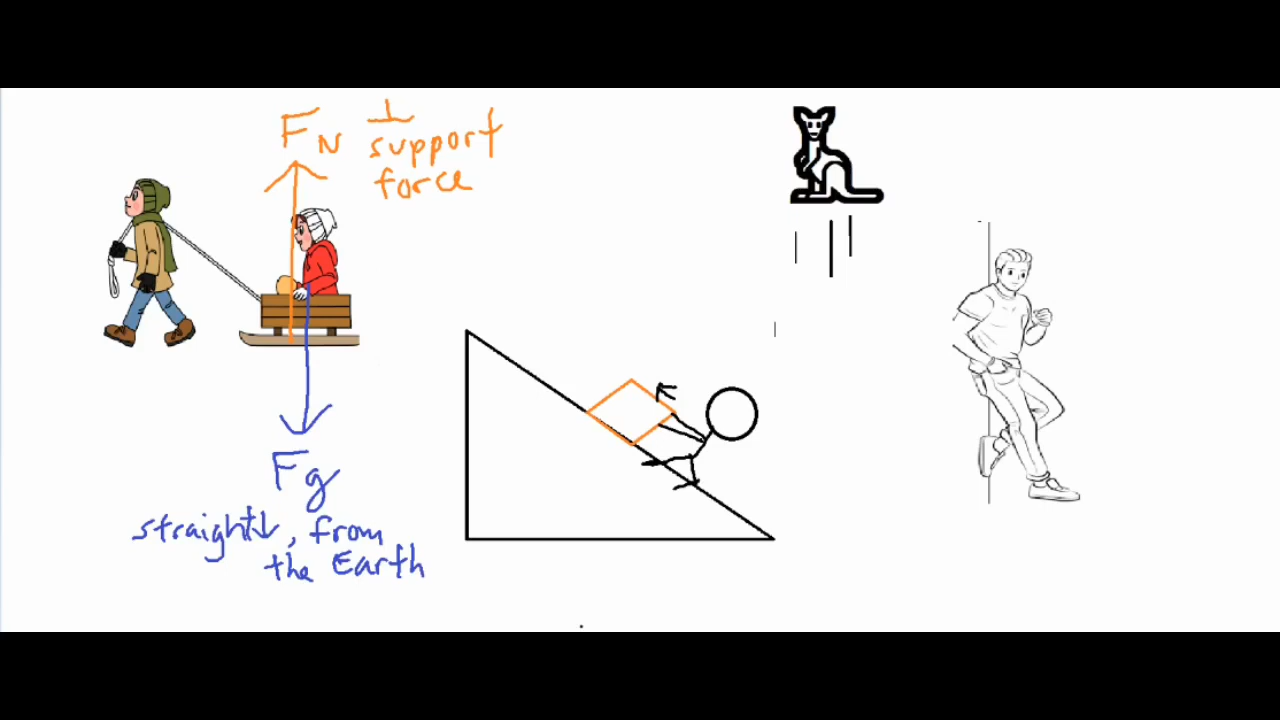 FN ⊥
support
force
Fg
straight↓, from
the Earth